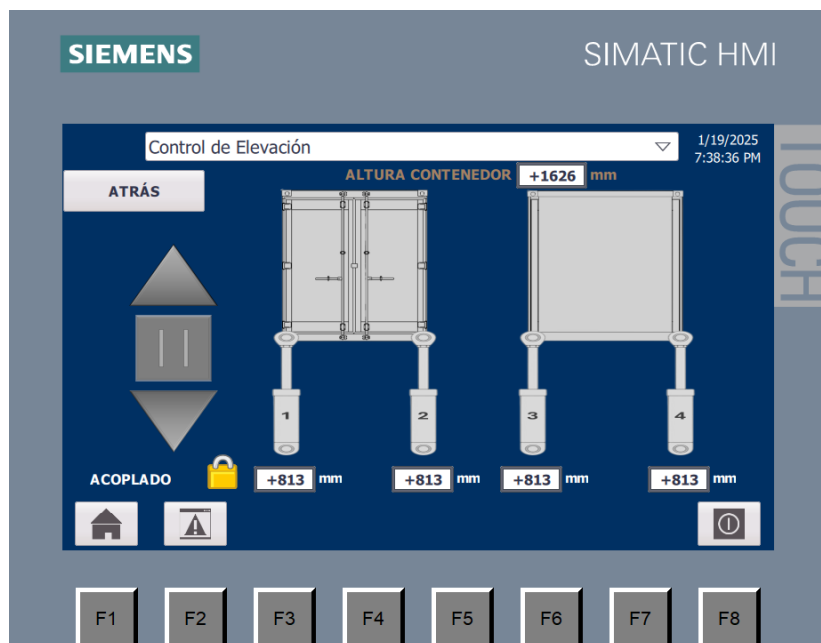 SIEMENS
SIMATIC HMI
TOUCH
Control de Elevación
1/19/2025
7:38:36 PM
ATRÁS
ALTURA CONTENEDOR +1626 mm
1 2 3 4
ACOPLADO
+813 mm +813 mm +813 mm +813 mm
F1 F2 F3 F4 F5 F6 F7 F8